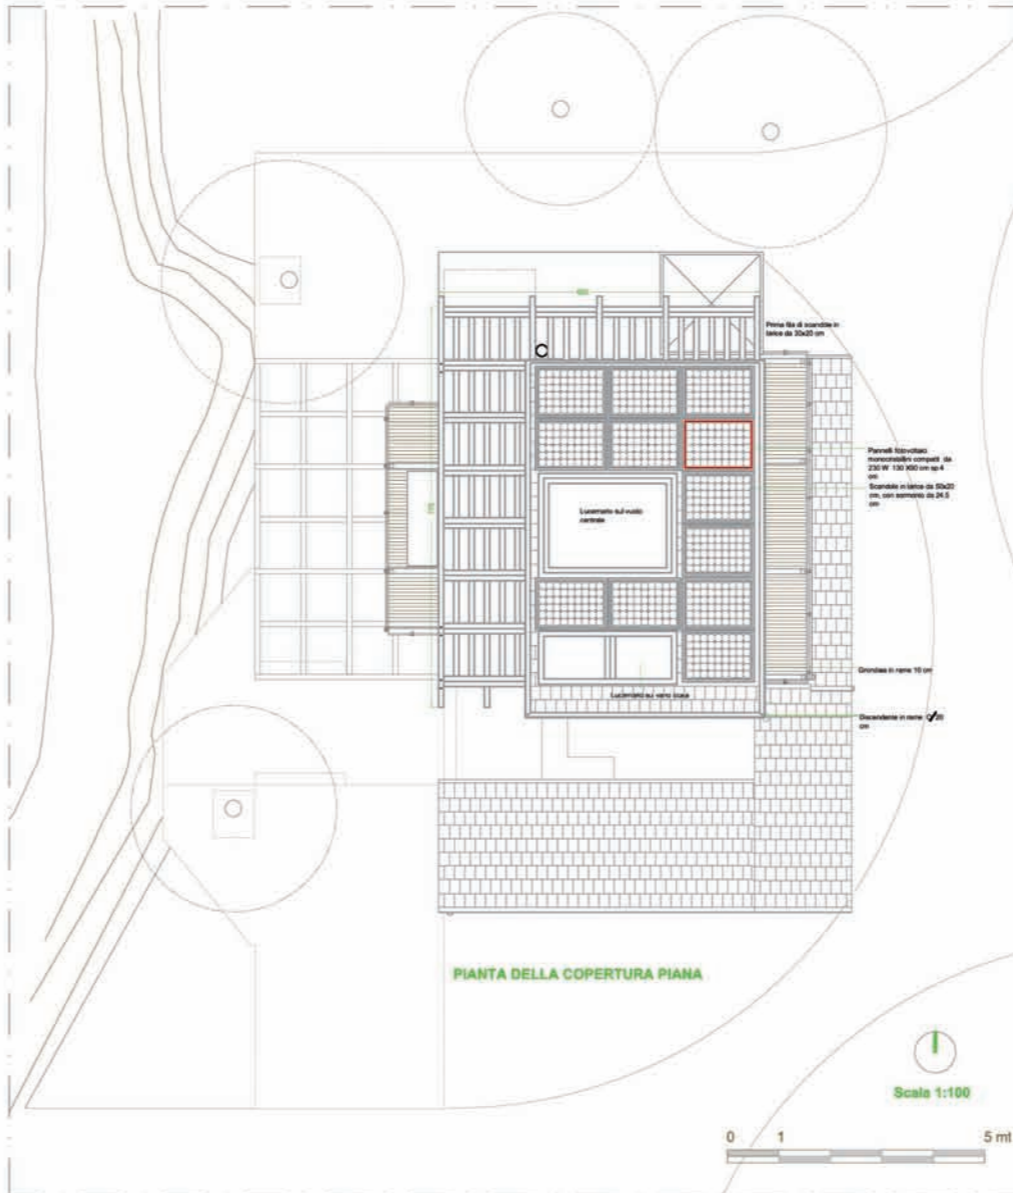 Prima fila di scandole in
larice da 30x20 cm
Pannelli fotovoltaici
monocristallini compatti da
230 W 130 X90 cm sp 4
cm
Scandole in larice da 50x20
cm, con sormonto da 24.5
cm
Lucernario sul vuoto
centrale
Grondaia in rame 10 cm
Lucernario su vano scala
Discendente in rame 20
cm
PIANTA DELLA COPERTURA PIANA
Scala 1:100
0 1 5 mt